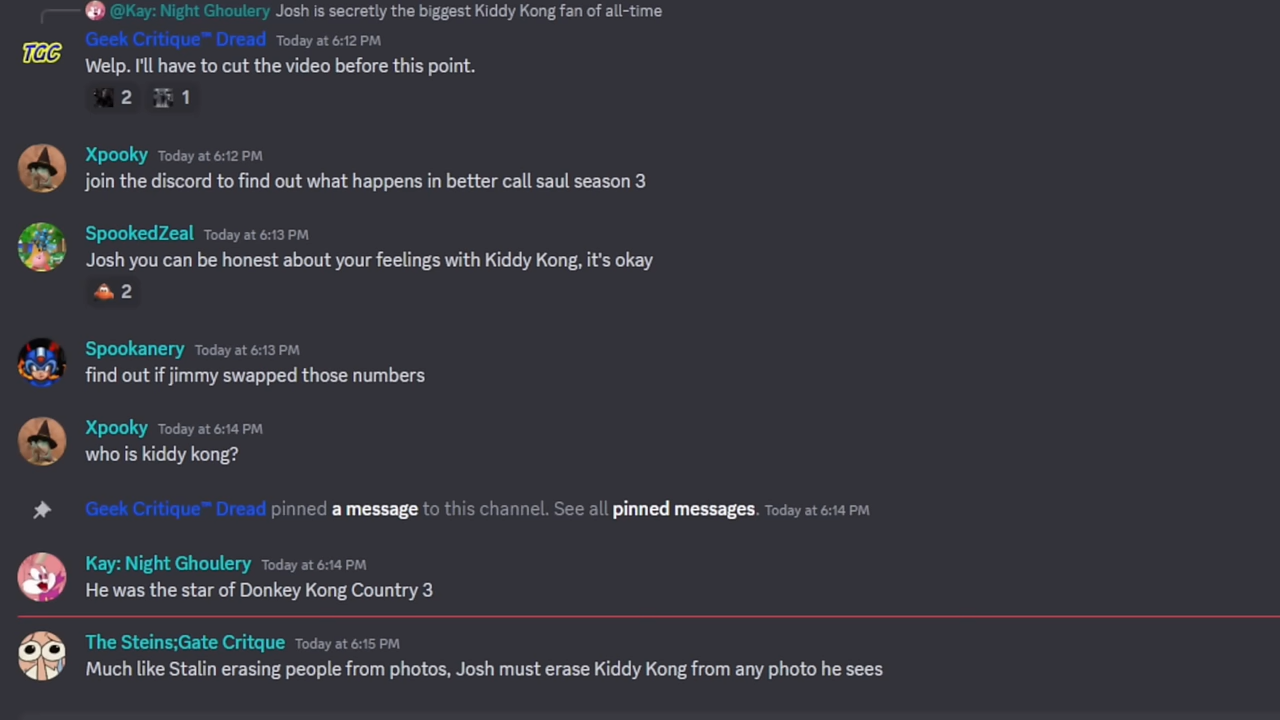 @Kay: Night Ghoulery Josh is secretly the biggest Kiddy Kong fan of all-time
TGC
Geek Critique™ Dread Today at 6:12 PM
Welp. I'll have to cut the video before this point.
2 1
Xpooky Today at 6:12 PM
join the discord to find out what happens in better call saul season 3
SpookedZeal Today at 6:13 PM
Josh you can be honest about your feelings with Kiddy Kong, it's okay
2
Spookanery Today at 6:13 PM
find out if jimmy swapped those numbers
Xpooky Today at 6:14 PM
who is kiddy kong?
Geek Critique™ Dread pinned a message to this channel. See all pinned messages. Today at 6:14 PM
Kay: Night Ghoulery Today at 6:14 PM
He was the star of Donkey Kong Country 3
The Steins;Gate Critque Today at 6:15 PM
Much like Stalin erasing people from photos, Josh must erase Kiddy Kong from any photo he sees